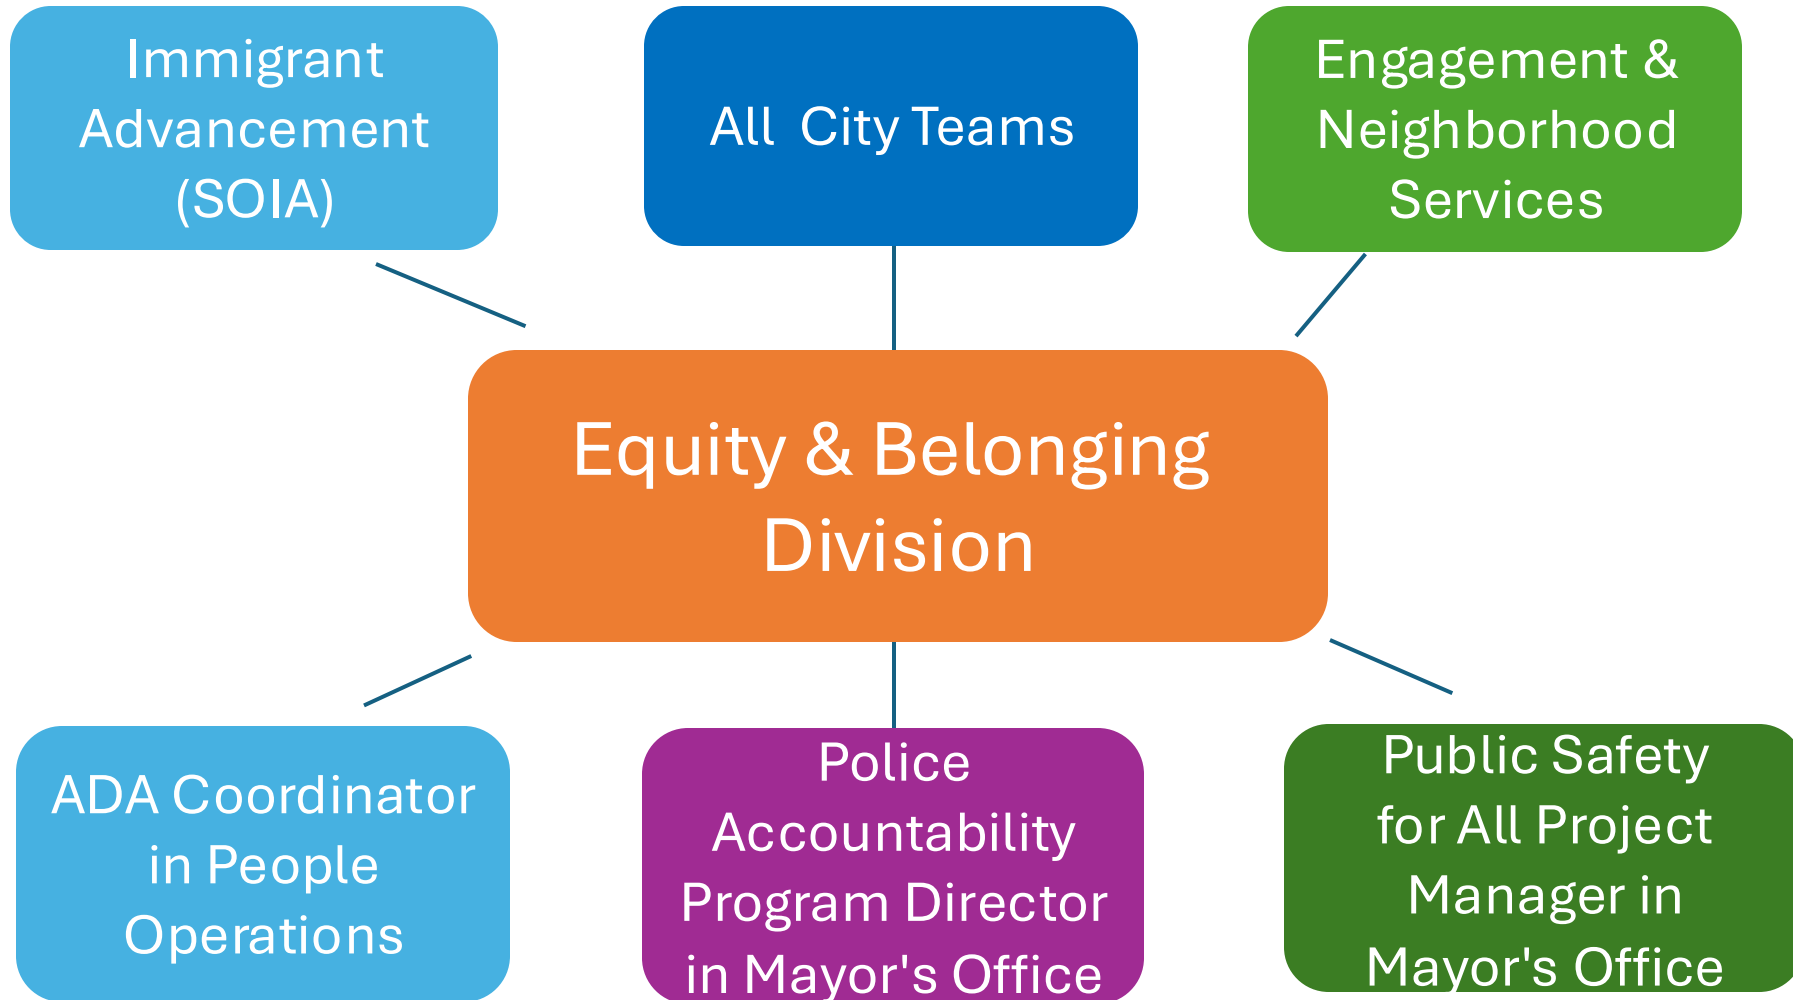 Immigrant
Advancement
(SOIA)
All City Teams
Engagement &
Neighborhood
Services
Equity & Belonging
Division
ADA Coordinator
in People
Operations
Police
Accountability
Program Director
in Mayor's Office
Public Safety
for All Project
Manager in
Mayor's Office